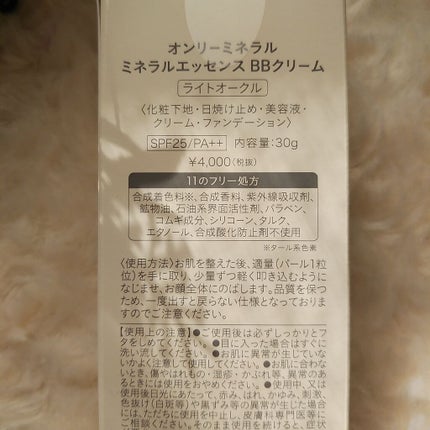 オンリーミネラル
ミネラルエッセンス BBクリーム
ライトオークル
〈化粧下地・日焼け止め・美容液・
クリーム・ファンデーション〉
SPF25/PA++ 内容量:30g
¥4,000(税抜)
11のフリー処方
合成着色料※、合成香料、紫外線吸収剤、
鉱物油、石油系界面活性剤、パラベン、
コムギ成分、シリコーン、タルク、
エタノール、合成酸化防止剤不使用
※タール系色素
〈使用方法〉お肌を整えた後、適量(パール1粒
位)を手に取り、少量ずつ軽く叩き込むように
なじませ、お顔全体にのばします。品質を保つ
ため、一度出すと戻らない仕様となっております
のでご注意ください。
【使用上の注意】●ご使用後は必ずしっかりとフ
タをしめてください。●目に入った場合はすぐに
洗い流してください。●お肌に異常が生じていな
いかよく注意して使用してください。●お肌に合わ
ないとき、傷やはれもの・湿疹・かぶれ等、異常のあ
るときには使用をおやめください。●使用中、又は
使用後日光にあたって、赤み、はれ、かゆみ、刺激、
色抜け(白斑等)や黒ずみ等の異常が生じた場合に
は、ただちに使用を中止し、皮膚科専門医等に
ご相談ください。そのまま使用を続けると、症状